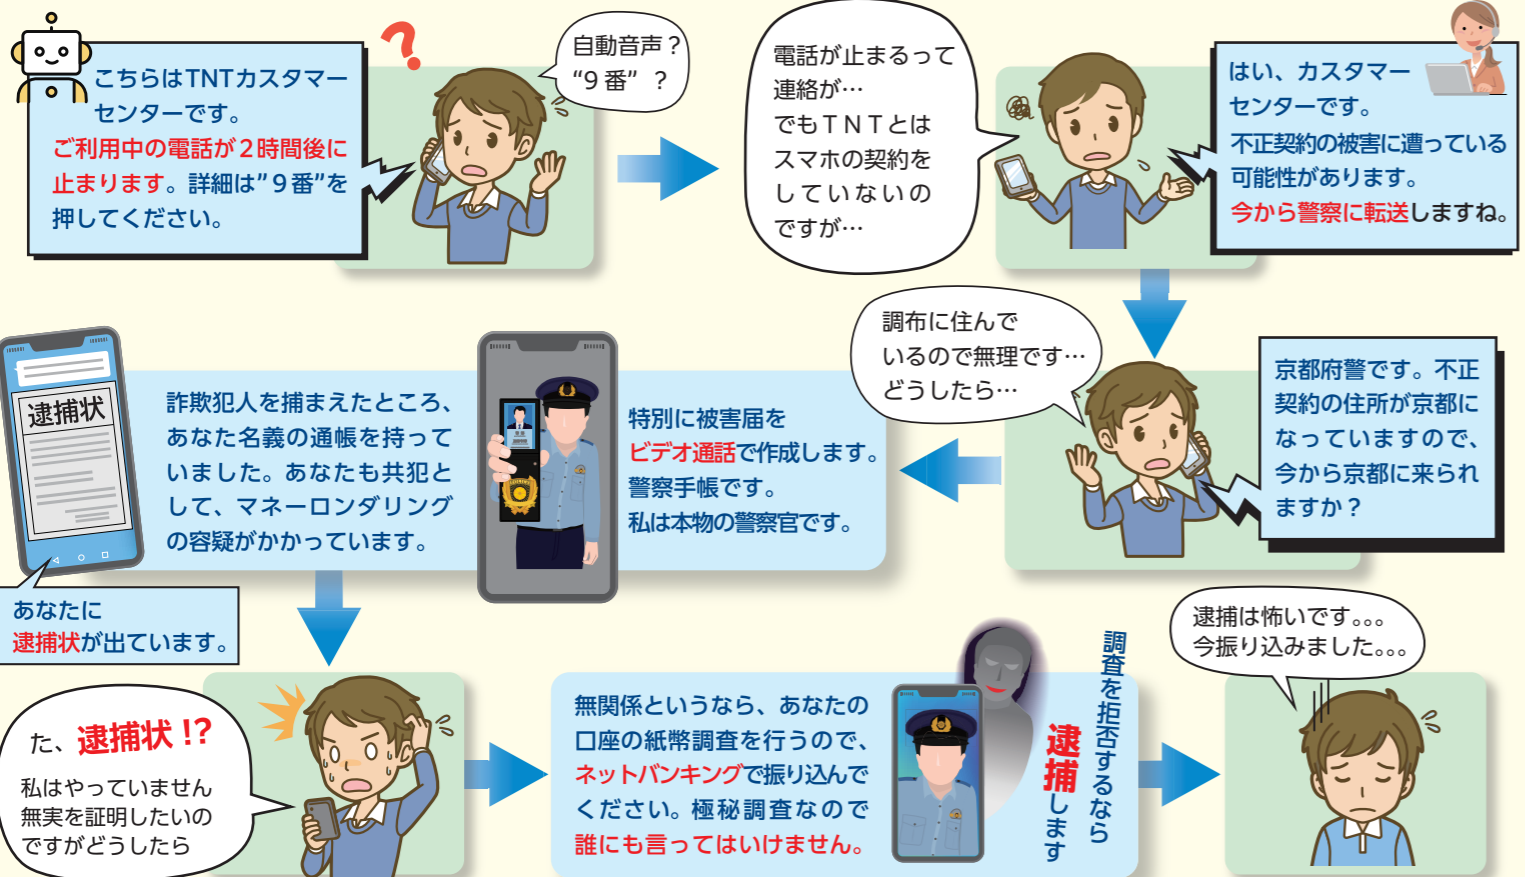 こちらはTNTカスタマー
センターです。
ご利用中の電話が2時間後に
止まります。詳細は"9番"を
押してください。
?
自動音声?
"9番" ?
電話が止まるって
連絡が…
でもTNTとは
スマホの契約を
していないの
ですが…
はい、カスタマー
センターです。
不正契約の被害に遭っている
可能性があります。
今から警察に転送しますね。
京都府警です。不正
契約の住所が京都に
なっていますので、
今から京都に来られ
ますか?
調布に住んで
いるので無理です…
どうしたら…
特別に被害届を
ビデオ通話で作成します。
警察手帳です。
私は本物の警察官です。
詐欺犯人を捕まえたところ、
あなた名義の通帳を持って
いました。あなたも共犯と
して、マネーロンダリング
の容疑がかかっています。
逮捕状
あなたに
逮捕状が出ています。
た、逮捕状!?
私はやっていません
無実を証明したいの
ですがどうしたら
無関係というなら、あなたの
口座の紙幣調査を行うので、
ネットバンキングで振り込んで
ください。極秘調査なので
誰にも言ってはいけません。
調査を拒否するなら
逮捕します
逮捕は怖いです。。。
今振り込みました。。。